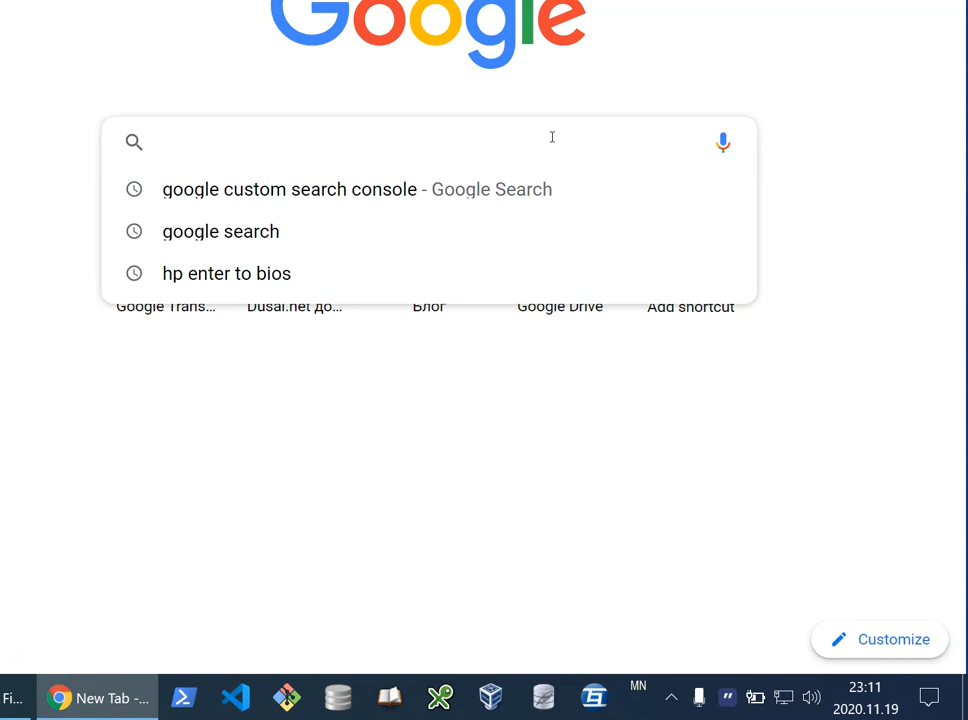 Google
google custom search console - Google Search
google search
hp enter to bios
Google Trans... Dusal.net до... Блог Google Drive Add shortcut
Customize
Fi... New Tab -... MN 23:11
2020.11.19